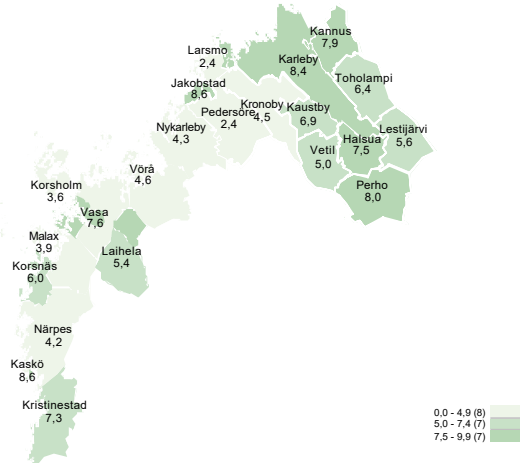 Kannus
7,9
Larsmo
2,4
Karleby
8,4
Toholampi
6,4
Jakobstad
8,6
Pedersöre
2,4
Kronoby
4,5
Kaustby
6,9
Nykarleby
4,3
Lestijärvi
5,6
Halsua
7,5
Vetil
5,0
Vörå
4,6
Perho
8,0
Korsholm
3,6
Vasa
7,6
Malax
3,9
Laihela
5,4
Korsnäs
6,0
Närpes
4,2
Kaskö
8,6
Kristinestad
7,3
0,0 - 4,9 (8)
5,0 - 7,4 (7)
7,5 - 9,9 (7)